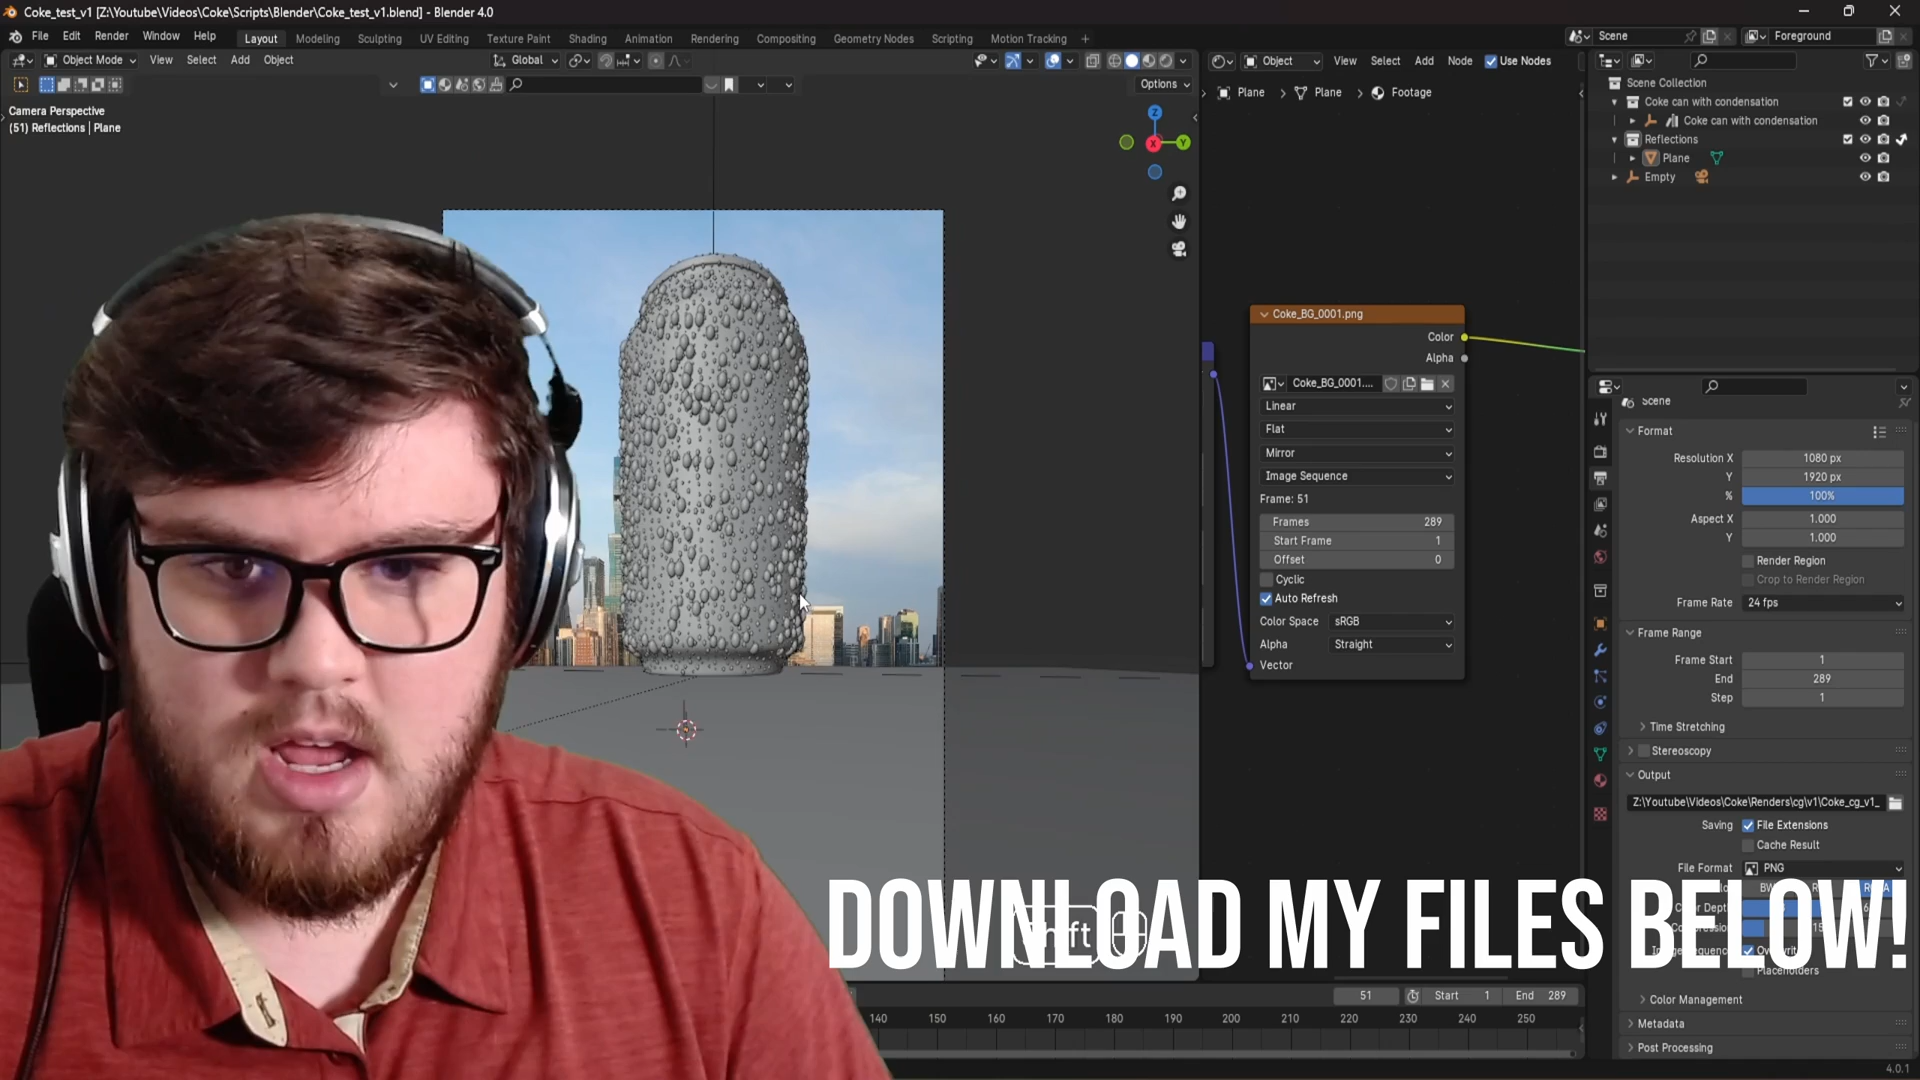 Coke_test_v1 [Z:\Youtube\Videos\Coke\Scripts\Blender\Coke_test_v1.blend] - Blender 4.0
File Edit Render Window Help
Layout Modeling Sculpting UV Editing Texture Paint Shading Animation Rendering Compositing Geometry Nodes Scripting Motion Tracking +
Scene
Foreground
Object Mode View Select Add Object
Global
Options
Camera Perspective
(51) Reflections | Plane
Z
Y
X
Object View Select Add Node Use Nodes
Plane > Plane > Footage
Coke_BG_0001.png
Color
Alpha
Coke_BG_0001....
Linear
Flat
Mirror
Image Sequence
Frame: 51
Frames 289
Start Frame 1
Offset 0
Cyclic
Auto Refresh
Color Space sRGB
Alpha Straight
Vector
Scene Collection
Coke can with condensation
Coke can with condensation
Reflections
Plane
Empty
Scene
Format
Resolution X 1080 px
Y 1920 px
% 100%
Aspect X 1.000
Y 1.000
Render Region
Crop to Render Region
Frame Rate 24 fps
Frame Range
Frame Start 1
End 289
Step 1
Time Stretching
Stereoscopy
Output
Z:\Youtube\Videos\Coke\Renders\cg\v1\Coke_cg_v1_
Saving File Extensions
Cache Result
File Format PNG
DOWNLOAD MY FILES BELOW!
Placeholders
Color Management
Metadata
Post Processing
51 Start 1 End 289
140 150 160 170 180 190 200 210 220 230 240 250
4.0.1